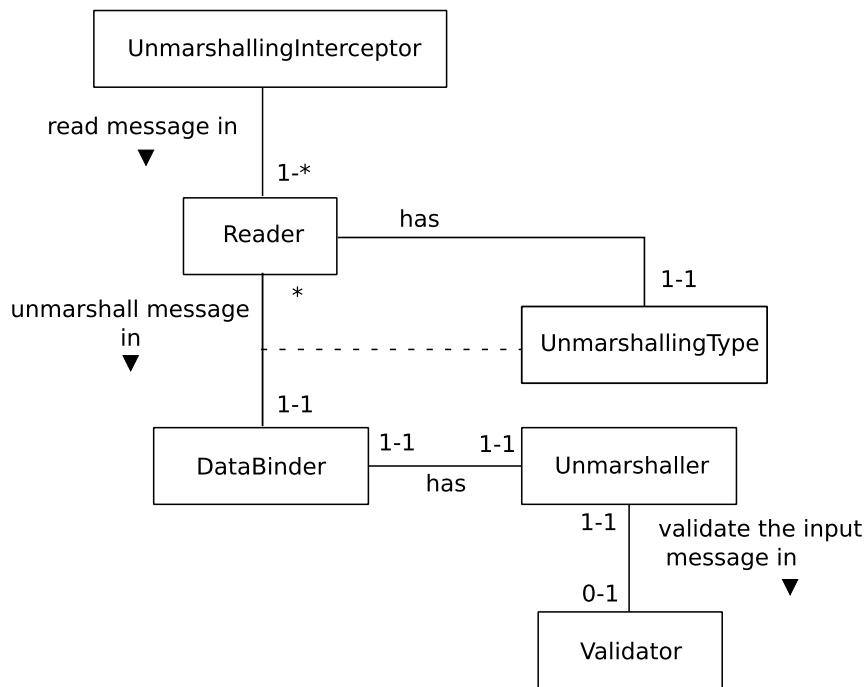 UnmarshallingInterceptor
read message in
1-*
Reader
has
*
1-1
unmarshall message
in
UnmarshallingType
1-1
1-1
1-1
DataBinder
has
Unmarshaller
1-1
validate the input
message in
0-1
Validator